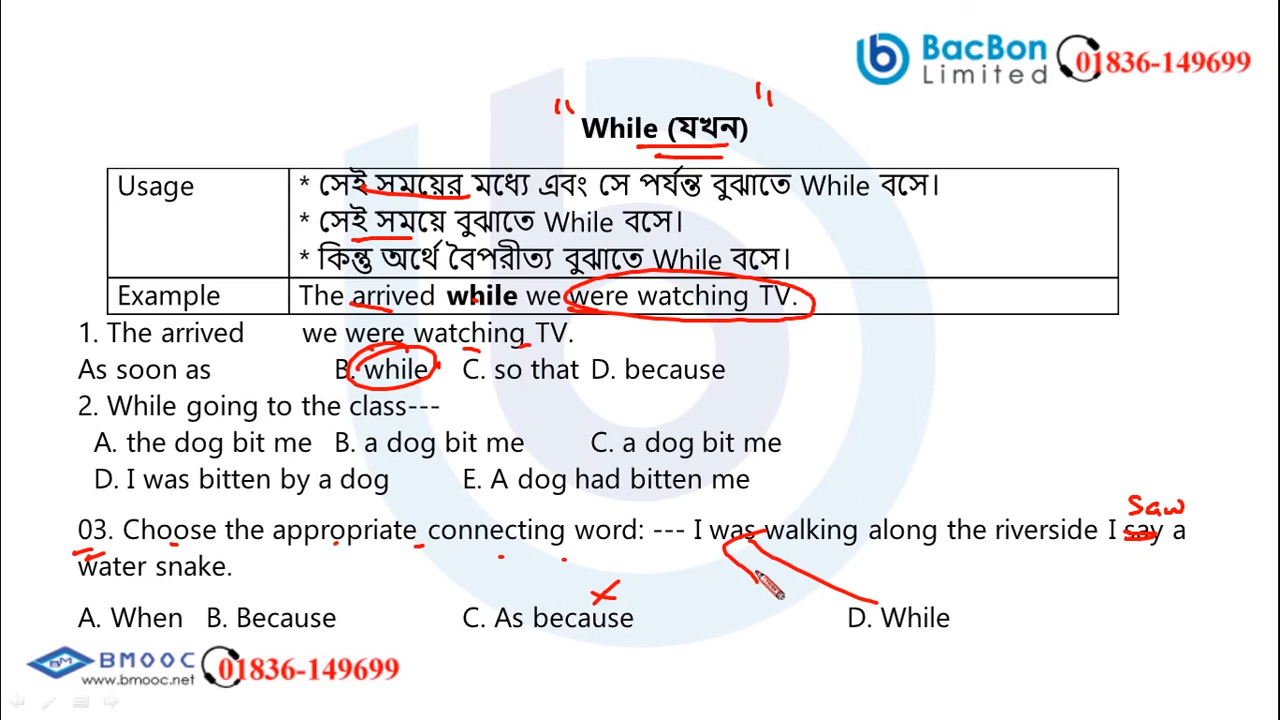 BacBon
Limited
01836-149699
" While (যখন) "
Usage
* সেই সময়ের মধ্যে এবং সে পর্যন্ত বুঝাতে While বসে।
* সেই সময়ে বুঝাতে While বসে।
* কিন্তু অর্থে বৈপরীত্য বুঝাতে While বসে।
Example The arrived while we were watching TV.
1. The arrived we were watching TV.
As soon as B. while C. so that D. because
2. While going to the class---
A. the dog bit me B. a dog bit me C. a dog bit me
D. I was bitten by a dog E. A dog had bitten me
Saw
03. Choose the appropriate connecting word: --- I was walking along the riverside I say a
water snake.
A. When B. Because C. As because D. While
BM BMOOC 01836-149699
www.bmooc.net